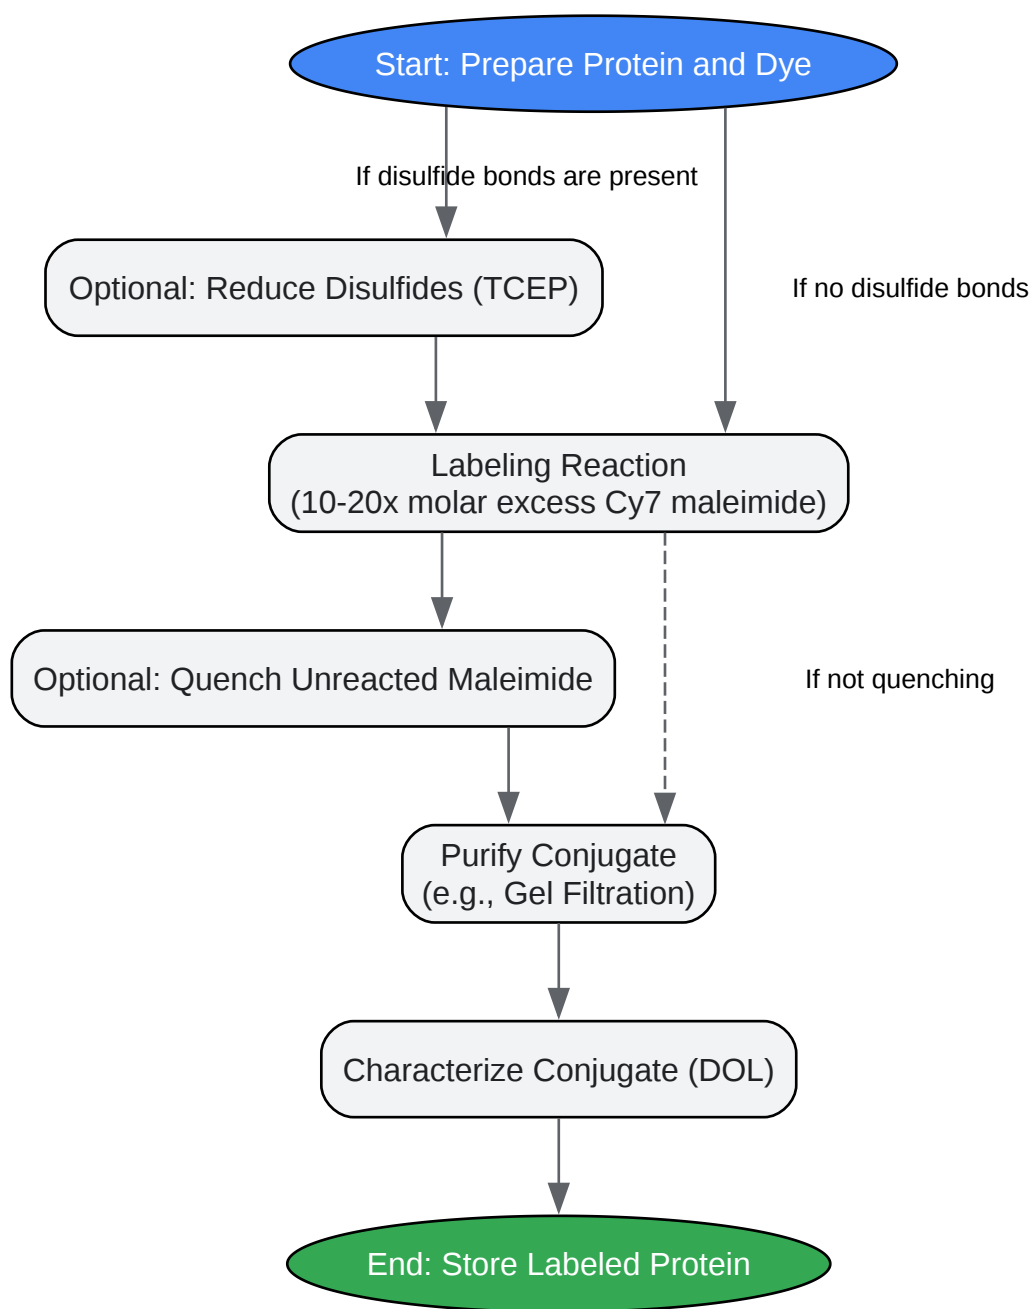 Start: Prepare Protein and Dye
If disulfide bonds are present
Optional: Reduce Disulfides (TCEP)
If no disulfide bonds
Labeling Reaction
(10-20x molar excess Cy7 maleimide)
Optional: Quench Unreacted Maleimide
If not quenching
Purify Conjugate
(e.g., Gel Filtration)
Characterize Conjugate (DOL)
End: Store Labeled Protein